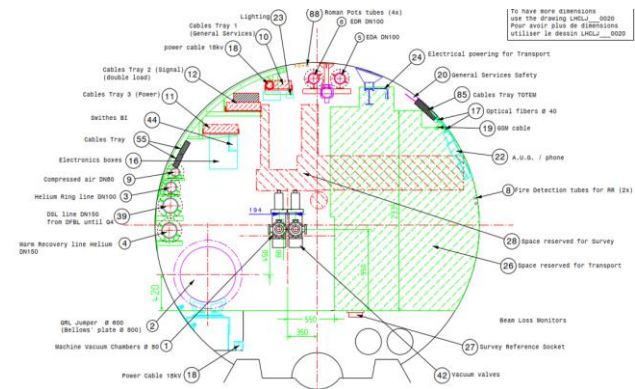 To have more dimensions
use the drawing LHCLJ___0020
Pour avoir plus de dimensions
utiliser le dessin LHCLJ___0020
Lighting
23
88
Roman Pots tubes (4x)
6
EDR DN100
5
EDA DN100
Cables Tray 1
(General Services)
10
power cable 18kV
18
24
Electrical powering for Transport
20
General Services Safety
Cables Tray 2 (Signal)
(double load)
12
85
Cables Tray TOTEM
Cables Tray 3 (Power)
11
17
Optical fibers Ø 40
19
GSM cable
Swithes BI
44
Cables Tray
55
22
A.U.G. / phone
Electronics boxes
16
Compressed air DN80
9
8
Fire Detection tubes for RR (2x)
Helium Ring line DN100
3
DSL line DN150
from DFBL until Q4
39
194
28
Space reserved for Survey
Warm Recovery line Helium
DN150
4
26
Space reserved for Transport
420
450
80
950
550
350
QRL Jumper Ø 600
(Bellows' plate Ø 800)
2
Beam Loss Monitors
Machine Vacuum Chambers Ø 80
1
27
Survey Reference Socket
Power Cable 18kV
18
42
Vacuum valves